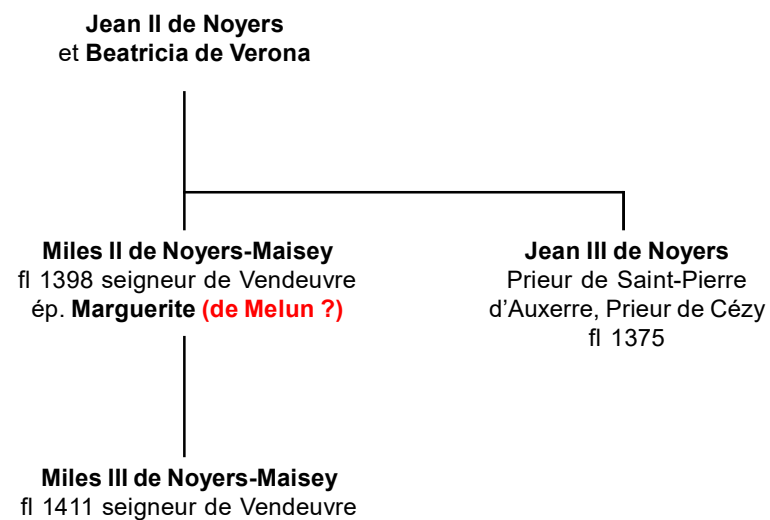 Jean II de Noyers
et Beatricia de Verona
Miles II de Noyers-Maisey
fl 1398 seigneur de Vendeuvre
ép. Marguerite (de Melun ?)
Jean III de Noyers
Prieur de Saint-Pierre
d'Auxerre, Prieur de Cézy
fl 1375
Miles III de Noyers-Maisey
fl 1411 seigneur de Vendeuvre